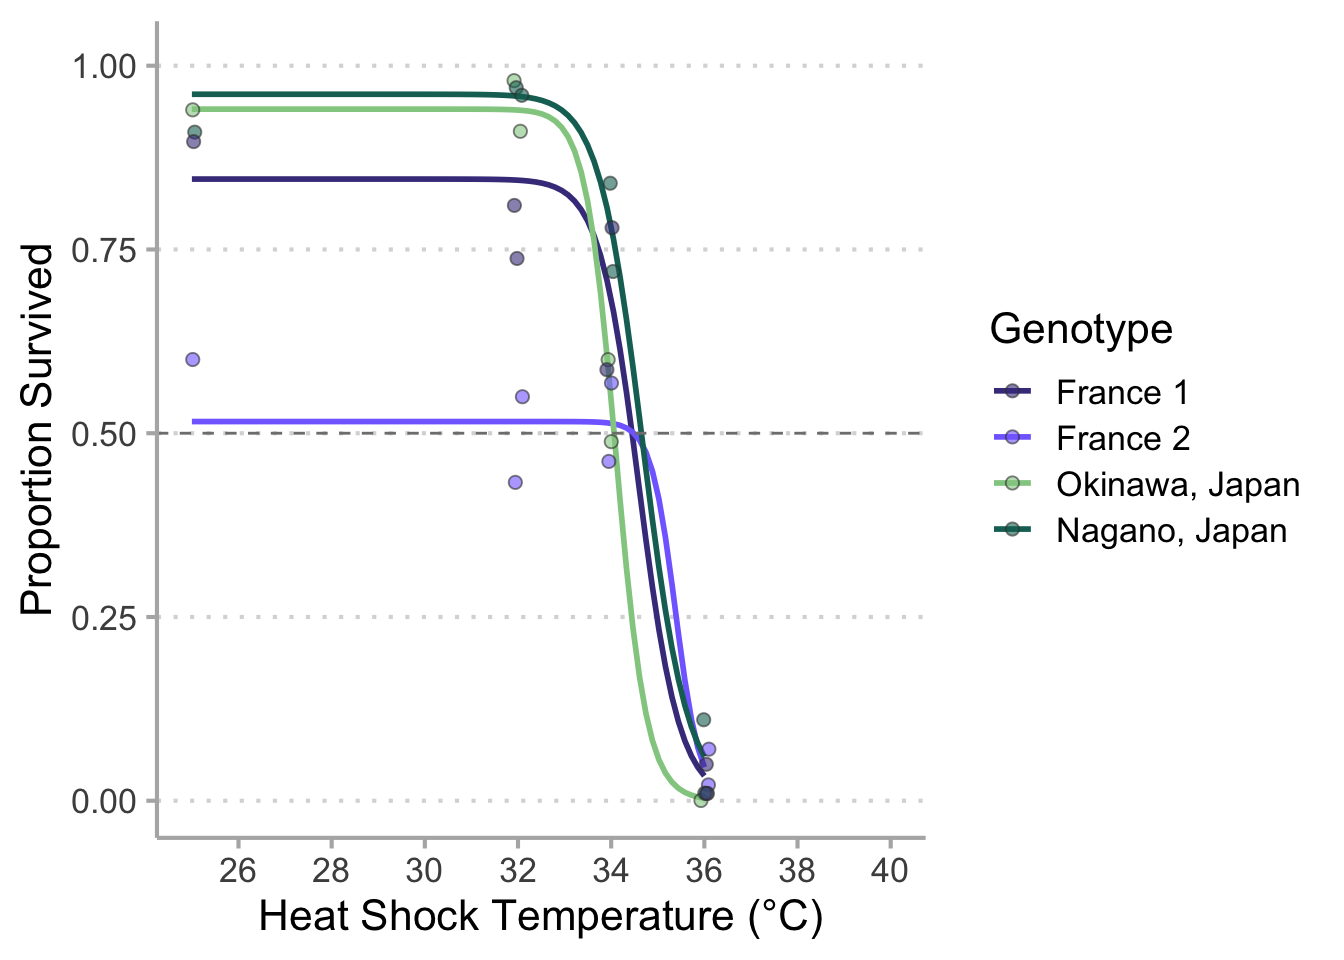 Proportion Survived
1.00
0.75
0.50
0.25
0.00
26 28 30 32 34 36 38 40
Heat Shock Temperature (°C)
Genotype
France 1
France 2
Okinawa, Japan
Nagano, Japan